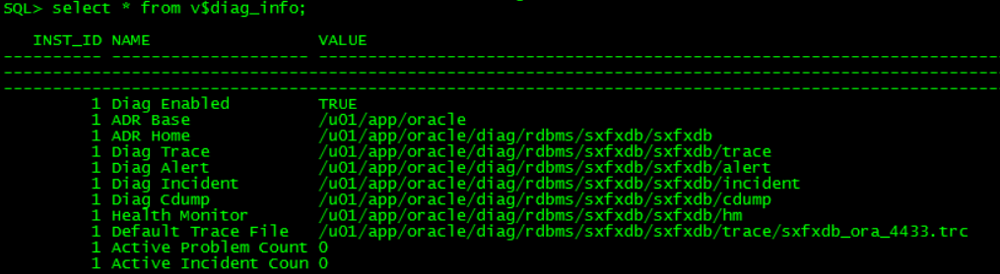 SQL> select * from v$diag_info;
INST_ID NAME VALUE
---------- -------------------- --------------------------------------------------------------------------------
--------------------------------------------------------------------------------
--------------------------------------------------------------------------------
1 Diag Enabled TRUE
1 ADR Base /u01/app/oracle
1 ADR Home /u01/app/oracle/diag/rdbms/sxfxdb/sxfxdb
1 Diag Trace /u01/app/oracle/diag/rdbms/sxfxdb/sxfxdb/trace
1 Diag Alert /u01/app/oracle/diag/rdbms/sxfxdb/sxfxdb/alert
1 Diag Incident /u01/app/oracle/diag/rdbms/sxfxdb/sxfxdb/incident
1 Diag Cdump /u01/app/oracle/diag/rdbms/sxfxdb/sxfxdb/cdump
1 Health Monitor /u01/app/oracle/diag/rdbms/sxfxdb/sxfxdb/hm
1 Default Trace File /u01/app/oracle/diag/rdbms/sxfxdb/sxfxdb/trace/sxfxdb_ora_4433.trc
1 Active Problem Count 0
1 Active Incident Coun 0